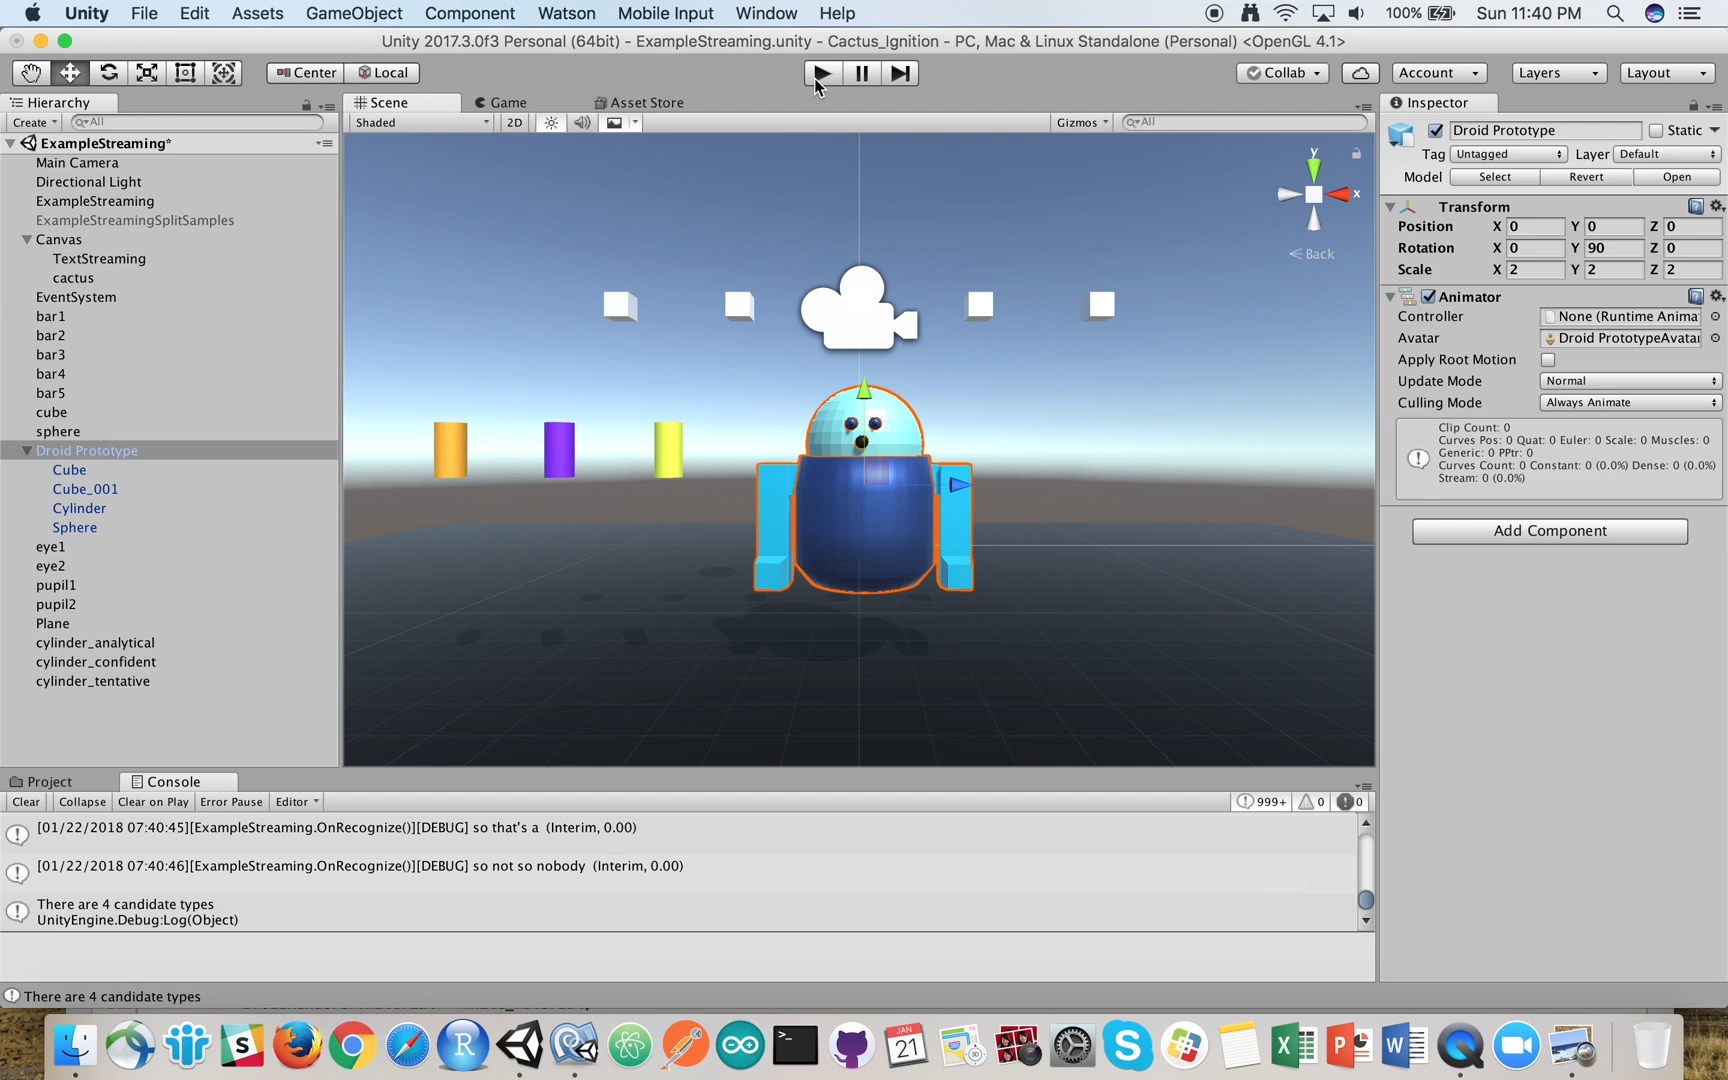 Unity File Edit Assets GameObject Component Watson Mobile Input Window Help 100% Sun 11:40 PM
Unity 2017.3.0f3 Personal (64bit) - ExampleStreaming.unity - Cactus_Ignition - PC, Mac & Linux Standalone (Personal) <OpenGL 4.1>
Center Local Collab Account Layers Layout
Hierarchy
Create All
ExampleStreaming*
Main Camera
Directional Light
ExampleStreaming
ExampleStreamingSplitSamples
Canvas
TextStreaming
cactus
EventSystem
bar1
bar2
bar3
bar4
bar5
cube
sphere
Droid Prototype
Cube
Cube_001
Cylinder
Sphere
eye1
eye2
pupil1
pupil2
Plane
cylinder_analytical
cylinder_confident
cylinder_tentative
Scene Game Asset Store
Shaded 2D Gizmos All
y
x
Back
Inspector
Droid Prototype Static
Tag Untagged Layer Default
Model Select Revert Open
Transform
Position X 0 Y 0 Z 0
Rotation X 0 Y 90 Z 0
Scale X 2 Y 2 Z 2
Animator
Controller None (Runtime Anima
Avatar Droid PrototypeAvatar
Apply Root Motion
Update Mode Normal
Culling Mode Always Animate
Clip Count: 0
Curves Pos: 0 Quat: 0 Euler: 0 Scale: 0 Muscles: 0
Generic: 0 PPtr: 0
Curves Count: 0 Constant: 0 (0.0%) Dense: 0 (0.0%)
Stream: 0 (0.0%)
Add Component
Project Console
Clear Collapse Clear on Play Error Pause Editor 999+ 0 0
[01/22/2018 07:40:45][ExampleStreaming.OnRecognize()][DEBUG] so that's a (Interim, 0.00)
[01/22/2018 07:40:46][ExampleStreaming.OnRecognize()][DEBUG] so not so nobody (Interim, 0.00)
There are 4 candidate types
UnityEngine.Debug:Log(Object)
There are 4 candidate types
S R JAN 21 S X P W